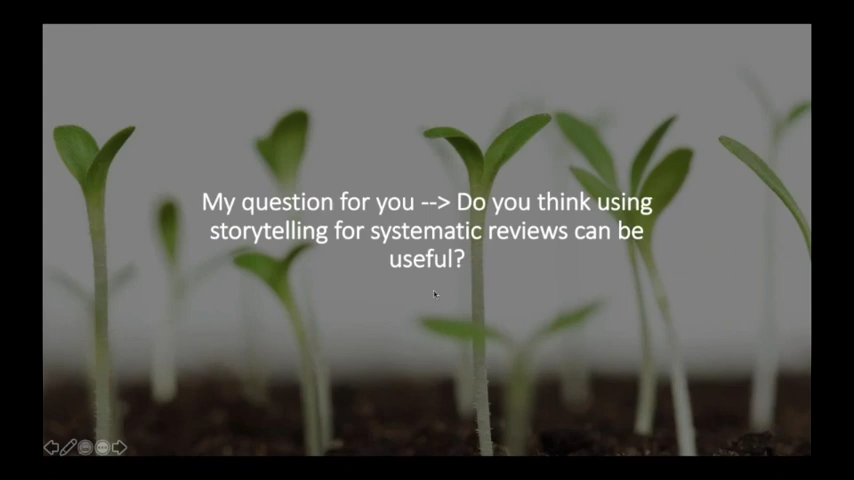 My question for you --> Do you think using
storytelling for systematic reviews can be
useful?